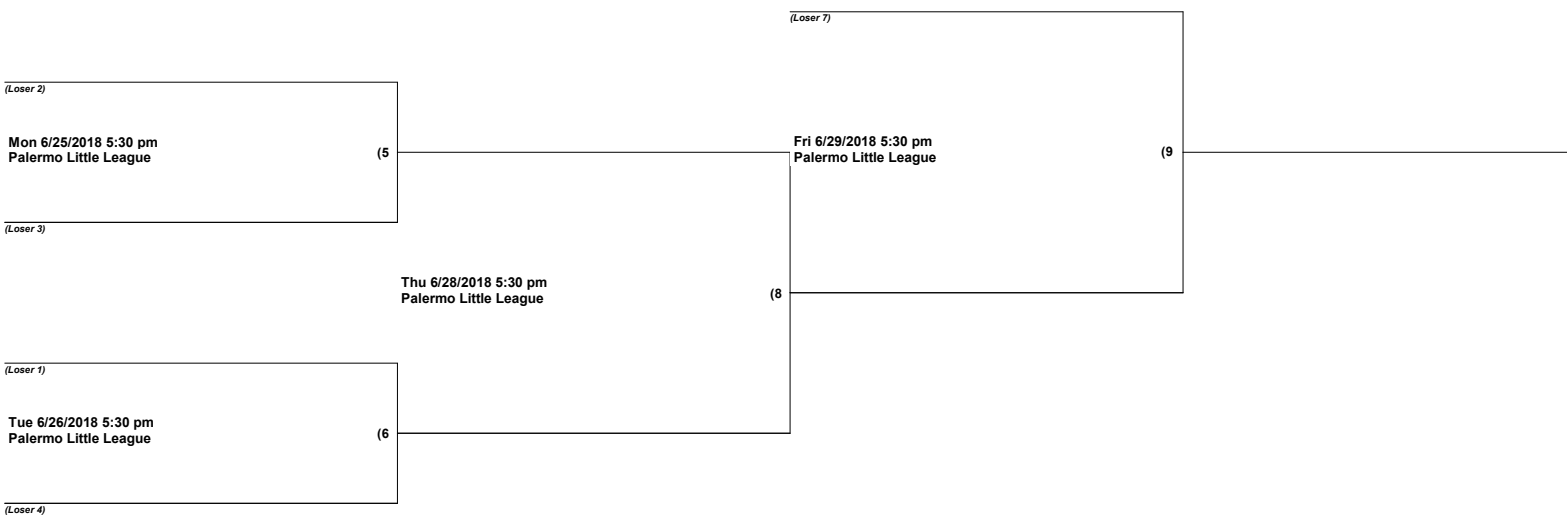 (Loser 7)
(Loser 2)
Mon 6/25/2018 5:30 pm
Palermo Little League
(5
Fri 6/29/2018 5:30 pm
Palermo Little League
(9
(Loser 3)
Thu 6/28/2018 5:30 pm
Palermo Little League
(8
(Loser 1)
Tue 6/26/2018 5:30 pm
Palermo Little League
(6
(Loser 4)